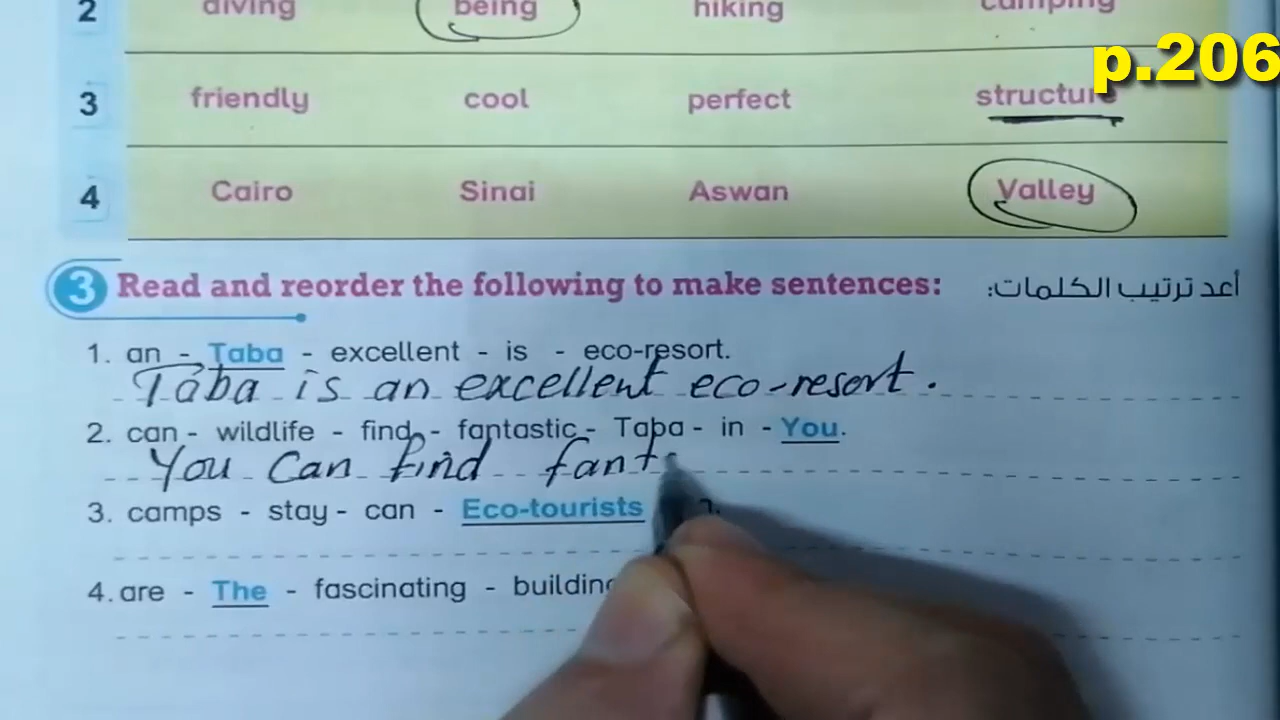 2 diving being hiking camping
p.206
3 friendly cool perfect structure
4 Cairo Sinai Aswan Valley
3 Read and reorder the following to make sentences: أعد ترتيب الكلمات:
1. an - Taba - excellent - is - eco-resort.
Taba is an excellent eco-resort.
2. can - wildlife - find - fantastic - Taba - in - You.
You Can find fant
3. camps - stay - can - Eco-tourists
4. are - The - fascinating - building